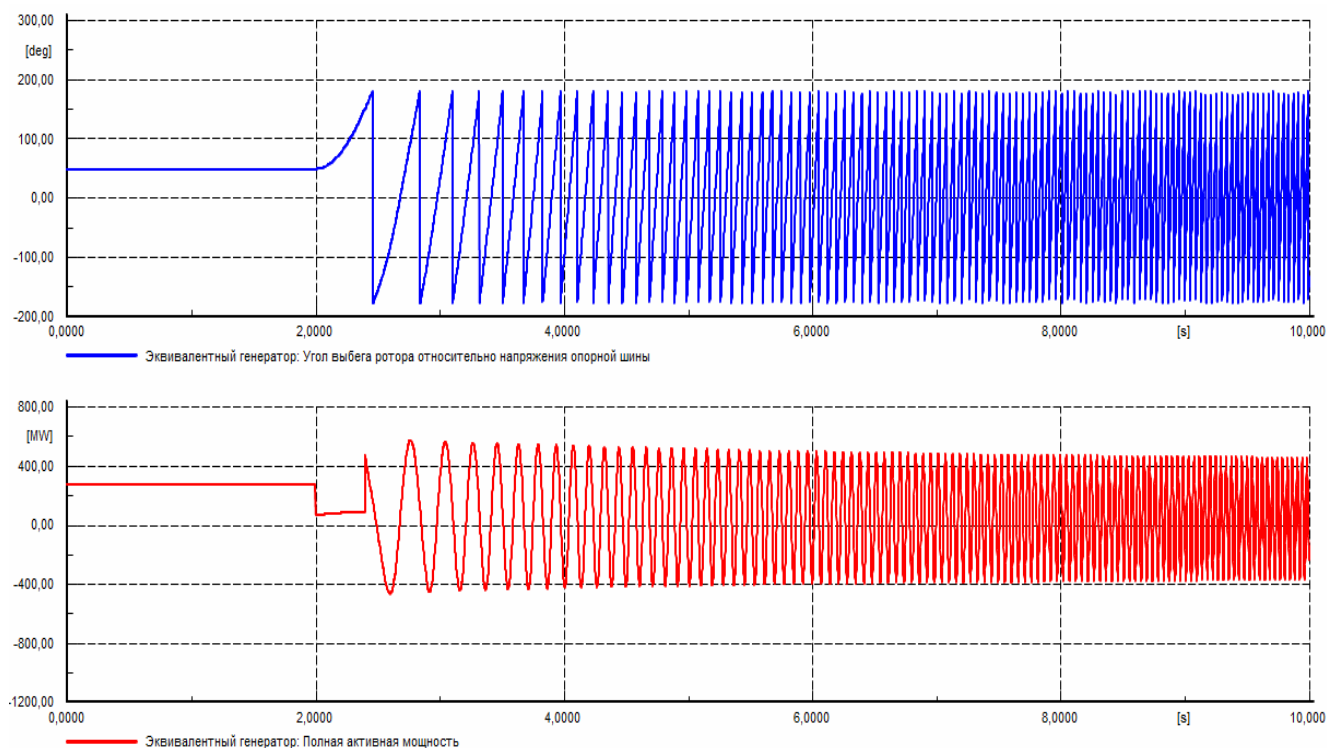 300,00
[deg]
200,00
100,00
0,00
-100,00
-200,00
0,0000 2,0000 4,0000 6,0000 8,0000 [s] 10,000
Эквивалентный генератор: Угол выбега ротора относительно напряжения опорной шины
800,00
[MW]
400,00
0,00
-400,00
-800,00
-1200,00
0,0000 2,0000 4,0000 6,0000 8,0000 [s] 10,000
Эквивалентный генератор: Полная активная мощность